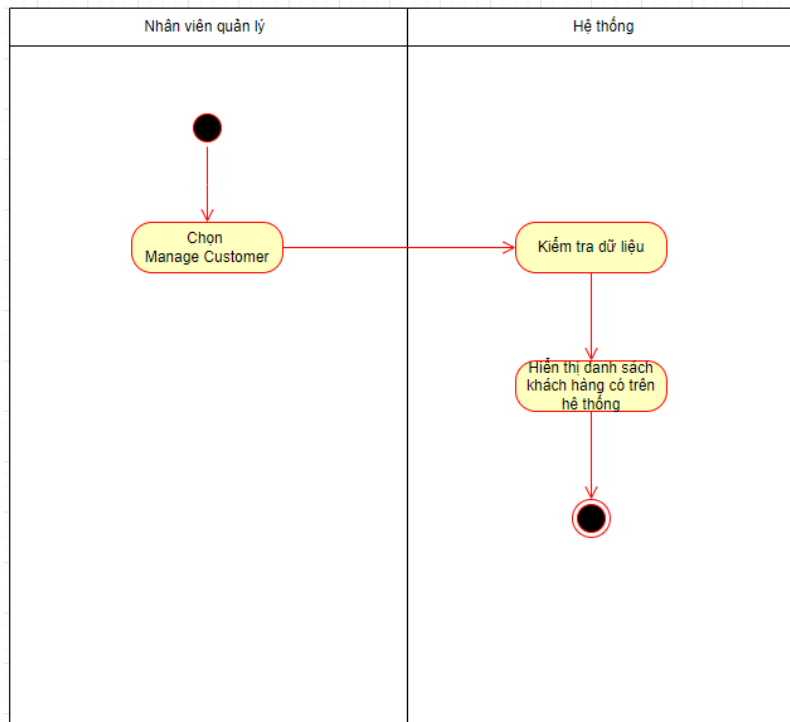 Nhân viên quản lý
Hệ thống
Chọn
Manage Customer
Kiểm tra dữ liệu
Hiển thị danh sách
khách hàng có trên
hệ thống